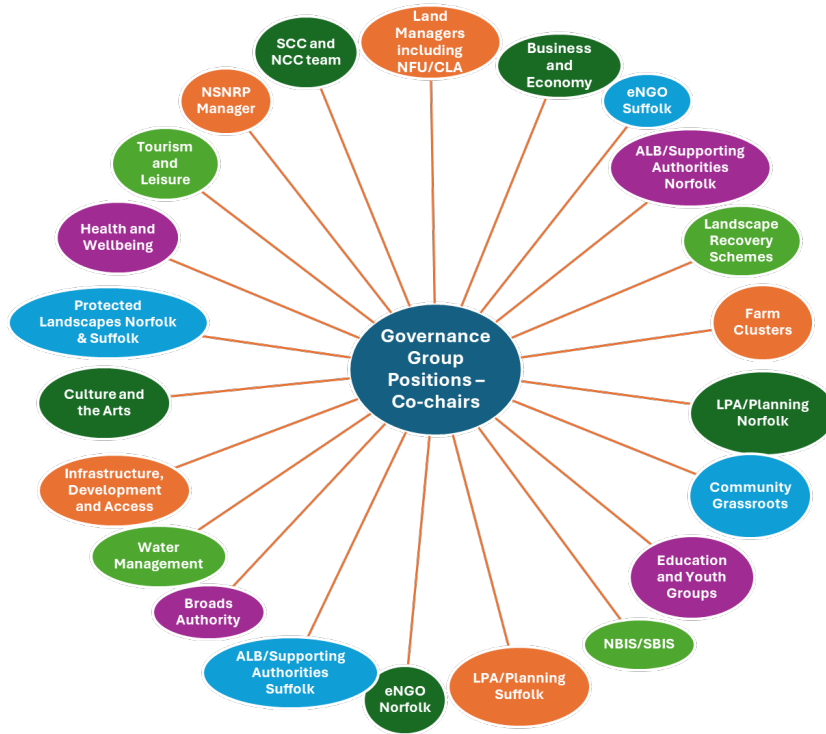 Land
Managers
including
NFU/CLA
Business
and
Economy
eNGO
Suffolk
ALB/Supporting
Authorities
Norfolk
Landscape
Recovery
Schemes
Farm
Clusters
LPA/Planning
Norfolk
Community
Grassroots
Education
and Youth
Groups
NBIS/SBIS
LPA/Planning
Suffolk
eNGO
Norfolk
ALB/Supporting
Authorities
Suffolk
Broads
Authority
Water
Management
Infrastructure,
Development
and Access
Culture and
the Arts
Protected
Landscapes Norfolk
& Suffolk
Health and
Wellbeing
Tourism
and
Leisure
NSNRP
Manager
SCC and
NCC team
Governance
Group
Positions –
Co-chairs